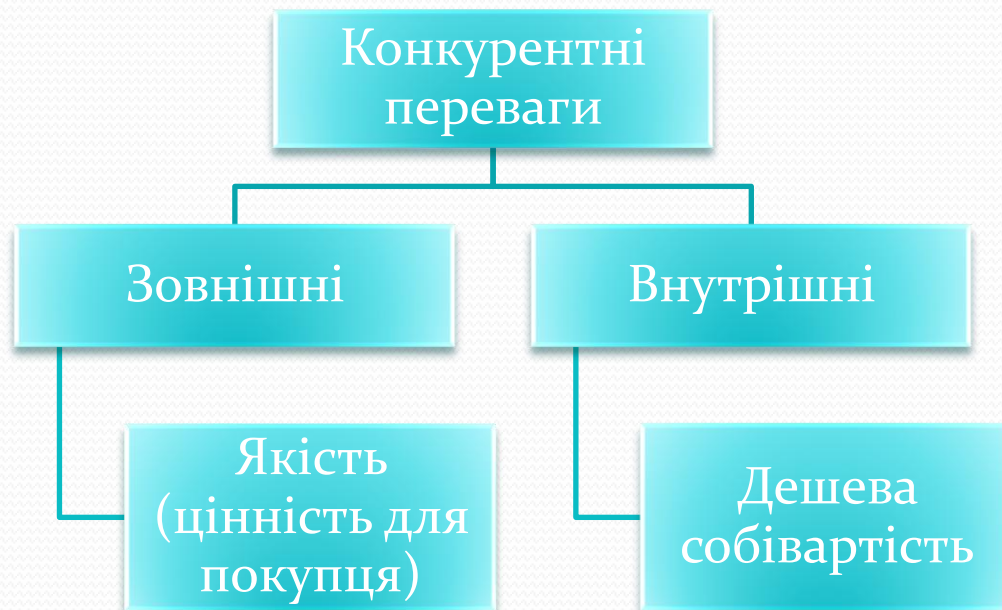 Конкурентні
переваги
Зовнішні
Внутрішні
Якість
(цінність для
покупця)
Дешева
собівартість